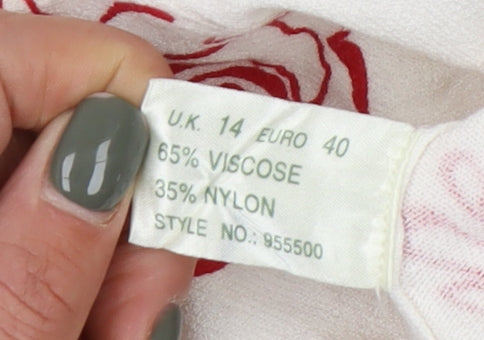 U.K. 14 EURO 40
65% VISCOSE
35% NYLON
STYLE NO.: 955500